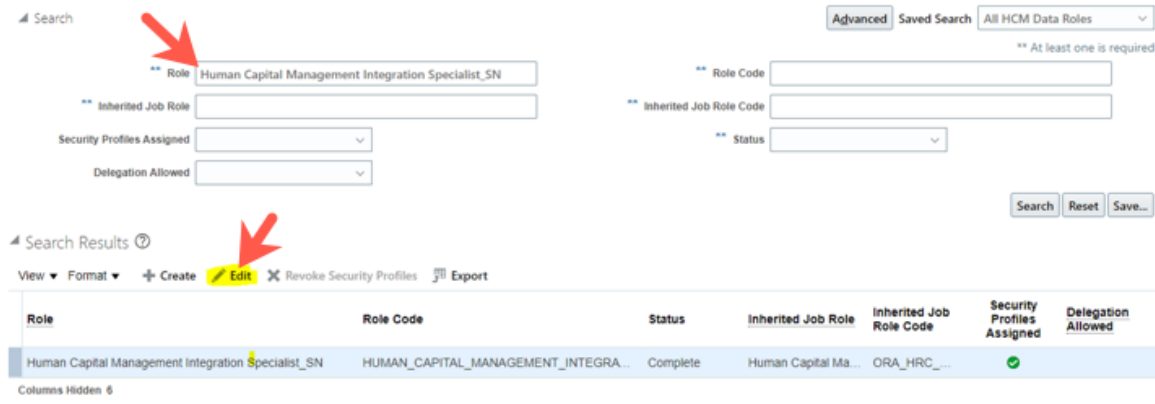 Search
Advanced Saved Search All HCM Data Roles
** At least one is required
** Role Human Capital Management Integration Specialist_SN
** Role Code
** Inherited Job Role
** Inherited Job Role Code
Security Profiles Assigned
** Status
Delegation Allowed
Search Reset Save...
Search Results
View Format Create Edit Revoke Security Profiles Export
Role Role Code Status Inherited Job Role Inherited Job Role Code Security Profiles Assigned Delegation Allowed
Human Capital Management Integration Specialist_SN HUMAN_CAPITAL_MANAGEMENT_INTEGRA... Complete Human Capital Ma... ORA_HRC_...
Columns Hidden 6